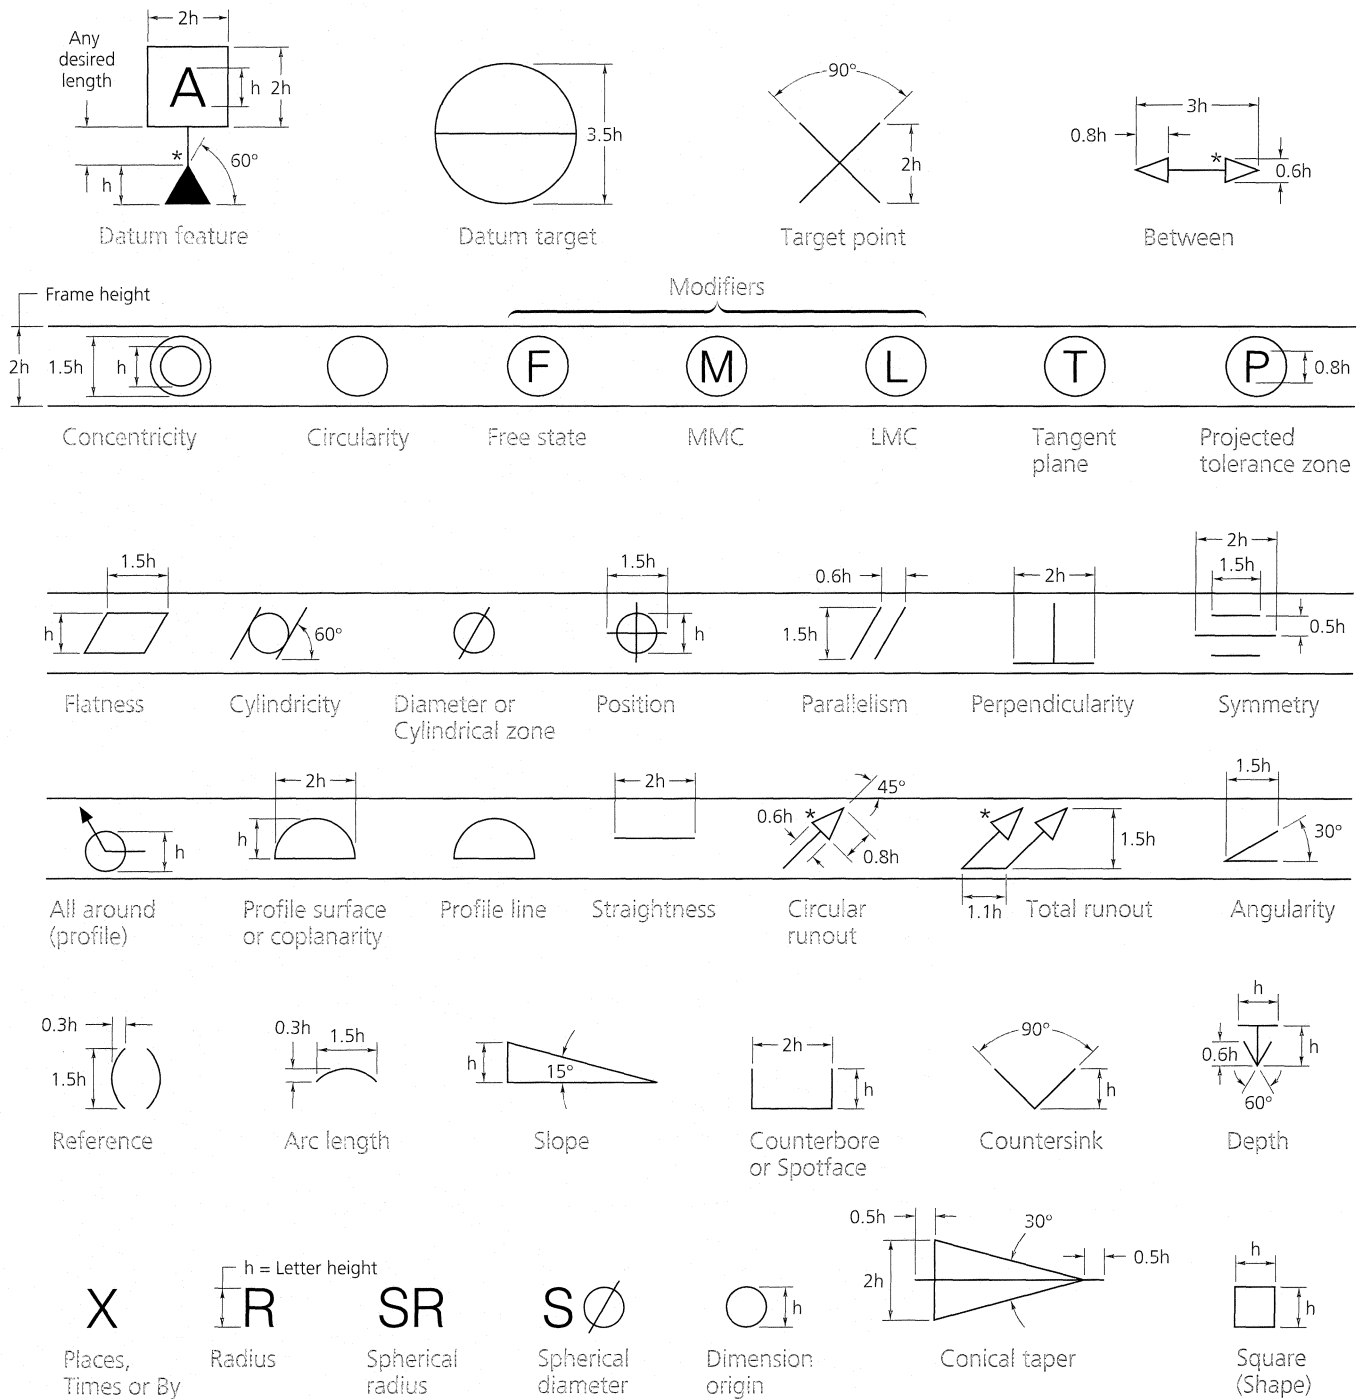 2h
Any
desired
length
A
h
2h
*
60°
h
Datum feature
3.5h
Datum target
90°
2h
Target point
3h
0.8h
*
0.6h
Between
Frame height
Modifiers
2h
1.5h
h
F
M
L
T
P
0.8h
Concentricity
Circularity
Free state
MMC
LMC
Tangent
plane
Projected
tolerance zone
1.5h
h
60°
1.5h
h
0.6h
1.5h
2h
2h
1.5h
0.5h
Flatness
Cylindricity
Diameter or
Cylindrical zone
Position
Parallelism
Perpendicularity
Symmetry
h
2h
h
2h
45°
0.6h
*
0.8h
*
1.5h
1.1h
1.5h
30°
All around
(profile)
Profile surface
or coplanarity
Profile line
Straightness
Circular
runout
Total runout
Angularity
0.3h
1.5h
Reference
0.3h
1.5h
Arc length
h
15°
Slope
2h
h
Counterbore
or Spotface
90°
h
Countersink
h
0.6h
h
60°
Depth
X
Places,
Times or By
h = Letter height
R
Radius
SR
Spherical
radius
S∅
Spherical
diameter
h
Dimension
origin
0.5h
30°
0.5h
2h
Conical taper
h
h
Square
(Shape)